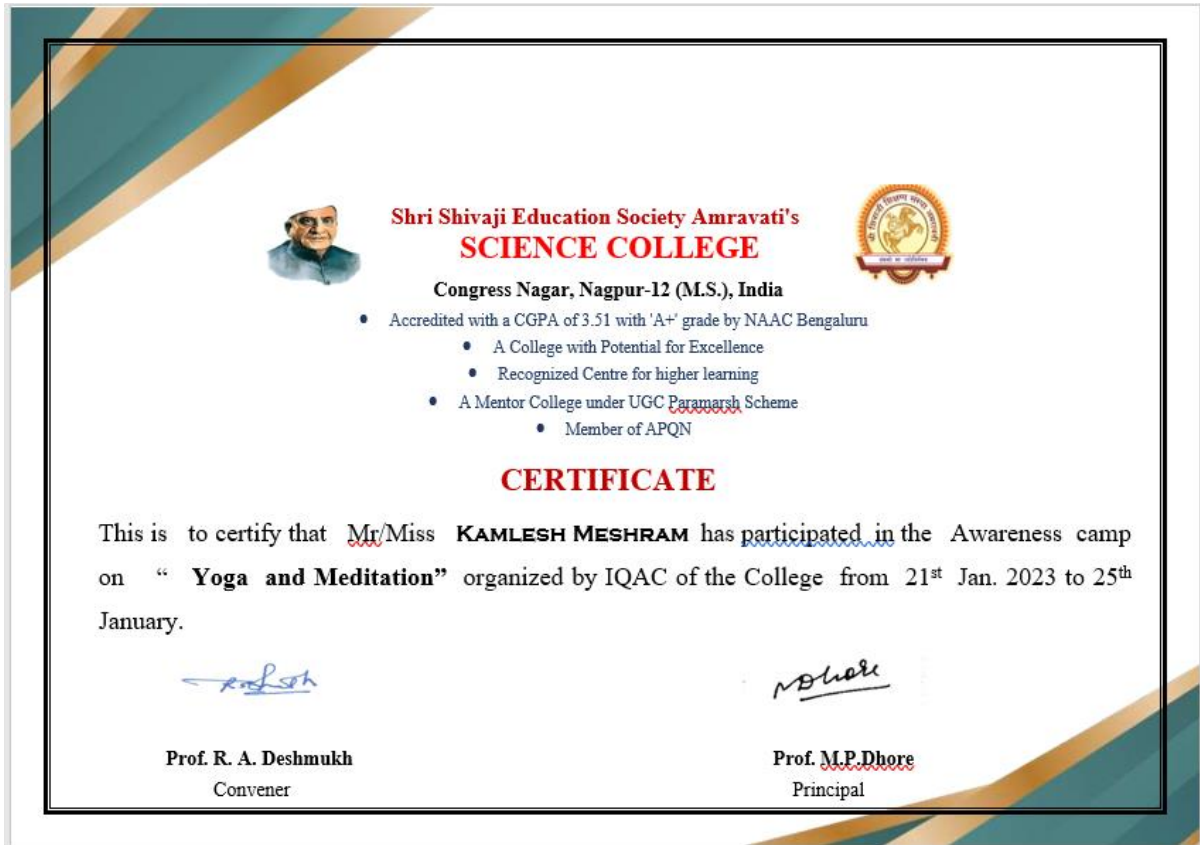 Shri Shivaji Education Society Amravati's
SCIENCE COLLEGE
Congress Nagar, Nagpur-12 (M.S.), India
• Accredited with a CGPA of 3.51 with 'A+' grade by NAAC Bengaluru
• A College with Potential for Excellence
• Recognized Centre for higher learning
• A Mentor College under UGC Paramarsh Scheme
• Member of APQN
CERTIFICATE
This is to certify that Mr/Miss KAMLESH MESHRAM has participated in the Awareness camp
on “ Yoga and Meditation” organized by IQAC of the College from 21st Jan. 2023 to 25th
January.
Dhore
Prof. R. A. Deshmukh
Prof. M.P.Dhore
Convener
Principal